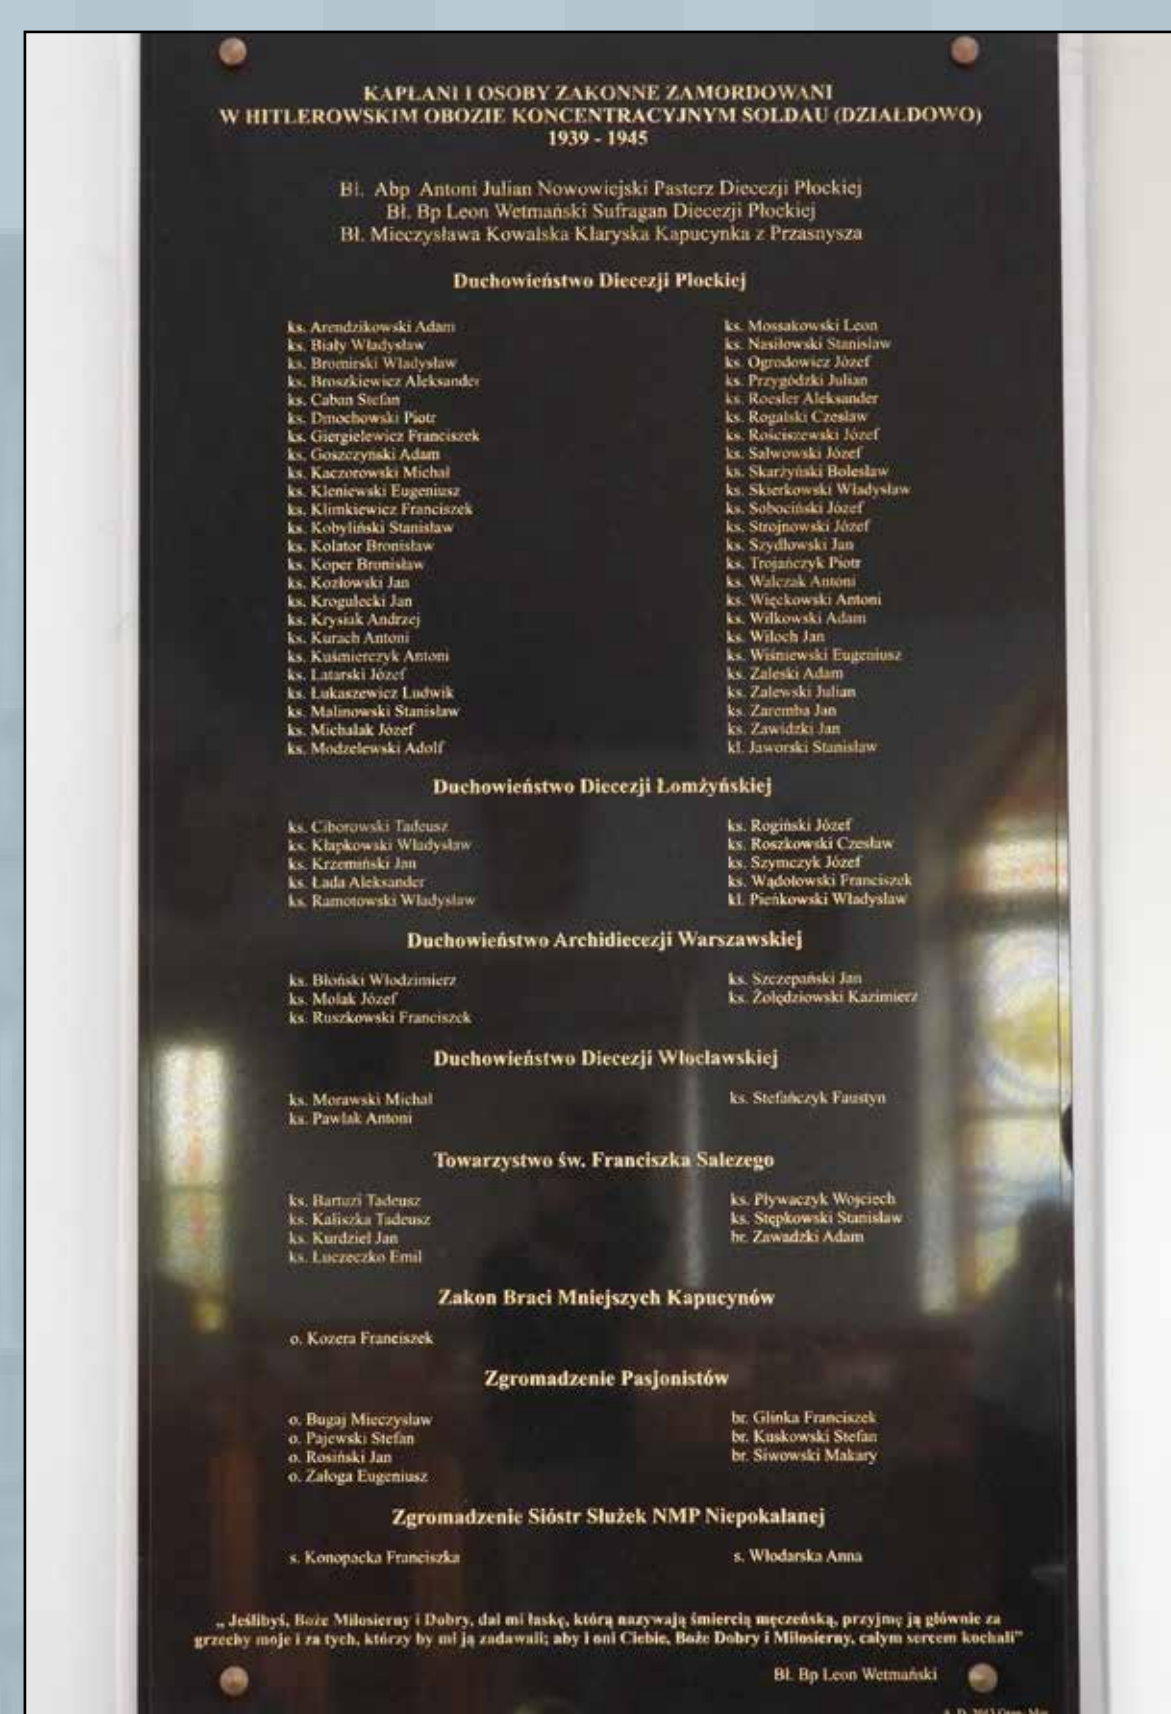 KAPŁANI I OSOBY ZAKONNE ZAMORDOWANI
W HITLEROWSKIM OBOZIE KONCENTRACYJNYM SOLDAU (DZIAŁDOWO)
1939 - 1945
Bł. Abp Antoni Julian Nowowiejski Pasterz Diecezji Płockiej
Bł. Bp Leon Wetmański Sufragan Diecezji Płockiej
Bł. Mieczysława Kowalska Klaryska Kapucynka z Przasnysza
Duchowieństwo Diecezji Płockiej
ks. Arendzikowski Adam
ks. Biały Władysław
ks. Bromirski Władysław
ks. Broszkiewicz Aleksander
ks. Caban Stefan
ks. Dmochowski Piotr
ks. Giergielewicz Franciszek
ks. Goszczyński Adam
ks. Kaczorowski Michał
ks. Kleniewski Eugeniusz
ks. Klimkiewicz Franciszek
ks. Kobyliński Stanisław
ks. Kolator Bronisław
ks. Koper Bronisław
ks. Kozłowski Jan
ks. Krogulecki Jan
ks. Krysiak Andrzej
ks. Kurach Antoni
ks. Kuśmierczyk Antoni
ks. Latarski Józef
ks. Łukaszewicz Ludwik
ks. Malinowski Stanisław
ks. Michalak Józef
ks. Modzelewski Adolf
ks. Mossakowski Leon
ks. Nasiłowski Stanisław
ks. Ogrodowicz Józef
ks. Przygódzki Julian
ks. Roesler Aleksander
ks. Rogalski Czesław
ks. Rościszewski Józef
ks. Salwowski Józef
ks. Skarżyński Bolesław
ks. Skierkowski Władysław
ks. Sobociński Józef
ks. Strojnowski Józef
ks. Szydłowski Jan
ks. Trojańczyk Piotr
ks. Walczak Antoni
ks. Więckowski Antoni
ks. Wilkowski Adam
ks. Wiloch Jan
ks. Wiśniewski Eugeniusz
ks. Zaleski Adam
ks. Zalewski Julian
ks. Zaremba Jan
ks. Zawidzki Jan
kl. Jaworski Stanisław
Duchowieństwo Diecezji Łomżyńskiej
ks. Ciborowski Tadeusz
ks. Kłapkowski Władysław
ks. Krzemiński Jan
ks. Łada Aleksander
ks. Ramotowski Władysław
ks. Rogiński Józef
ks. Roszkowski Czesław
ks. Szymczyk Józef
ks. Wądołowski Franciszek
kl. Pieńkowski Władysław
Duchowieństwo Archidiecezji Warszawskiej
ks. Błoński Włodzimierz
ks. Molak Józef
ks. Ruszkowski Franciszek
ks. Szczepański Jan
ks. Żołędziowski Kazimierz
Duchowieństwo Diecezji Włocławskiej
ks. Morawski Michał
ks. Pawlak Antoni
ks. Stefańczyk Faustyn
Towarzystwo św. Franciszka Salezego
ks. Bartuzi Tadeusz
ks. Kaliszka Tadeusz
ks. Kurdziel Jan
ks. Łuczeczko Emil
ks. Pływaczyk Wojciech
ks. Stępkowski Stanisław
br. Zawadzki Adam
Zakon Braci Mniejszych Kapucynów
o. Kozera Franciszek
Zgromadzenie Pasjonistów
o. Bugaj Mieczysław
o. Pajewski Stefan
o. Rosiński Jan
o. Załoga Eugeniusz
br. Glinka Franciszek
br. Kuskowski Stefan
br. Siwowski Makary
Zgromadzenie Sióstr Służek NMP Niepokalanej
s. Konopacka Franciszka
s. Włodarska Anna
„ Jeślibyś, Boże Miłosierny i Dobry, dał mi łaskę, którą nazywają śmiercią męczeńską, przyjmę ją głównie za
grzechy moje i za tych, którzy by mi ją zadawali; aby i oni Ciebie, Boże Dobry i Miłosierny, całym sercem kochali”
Bł. Bp Leon Wetmański